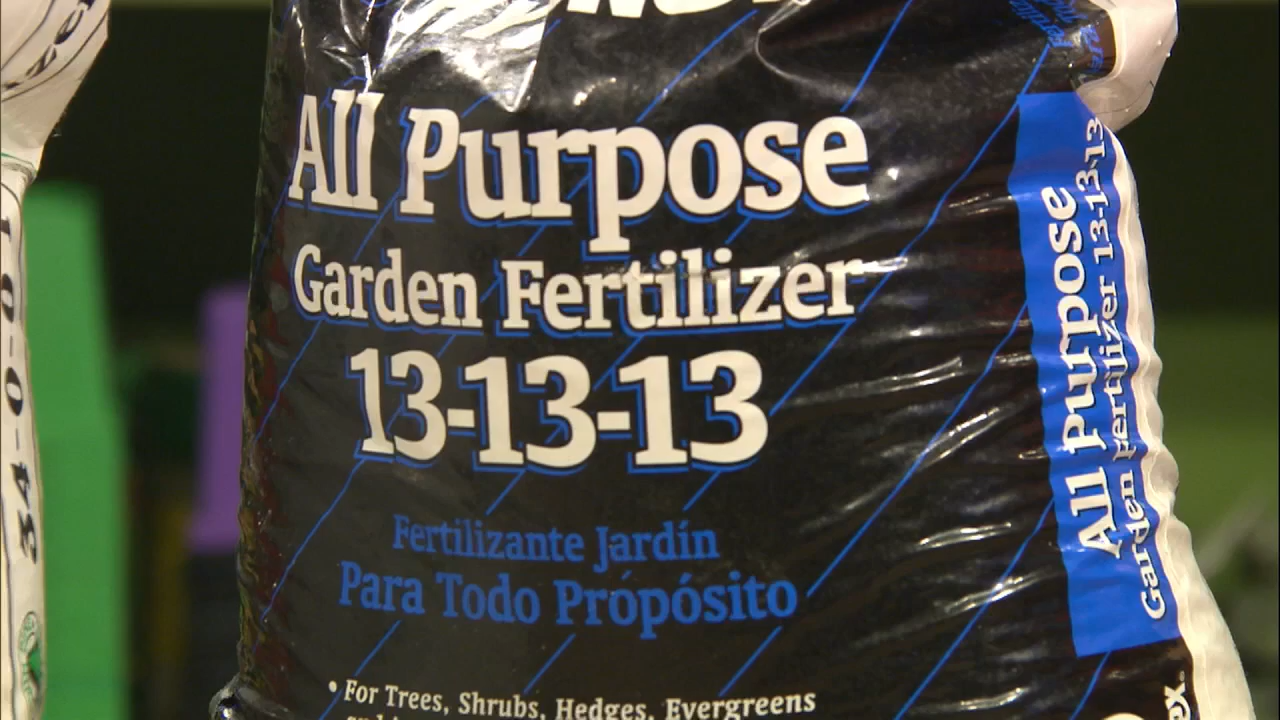 All Purpose
Garden Fertilizer
13-13-13
Fertilizante Jardín
Para Todo Propósito
• For Trees, Shrubs, Hedges, Evergreens
All Purpose
Garden Fertilizer 13-13-13
34-0-0